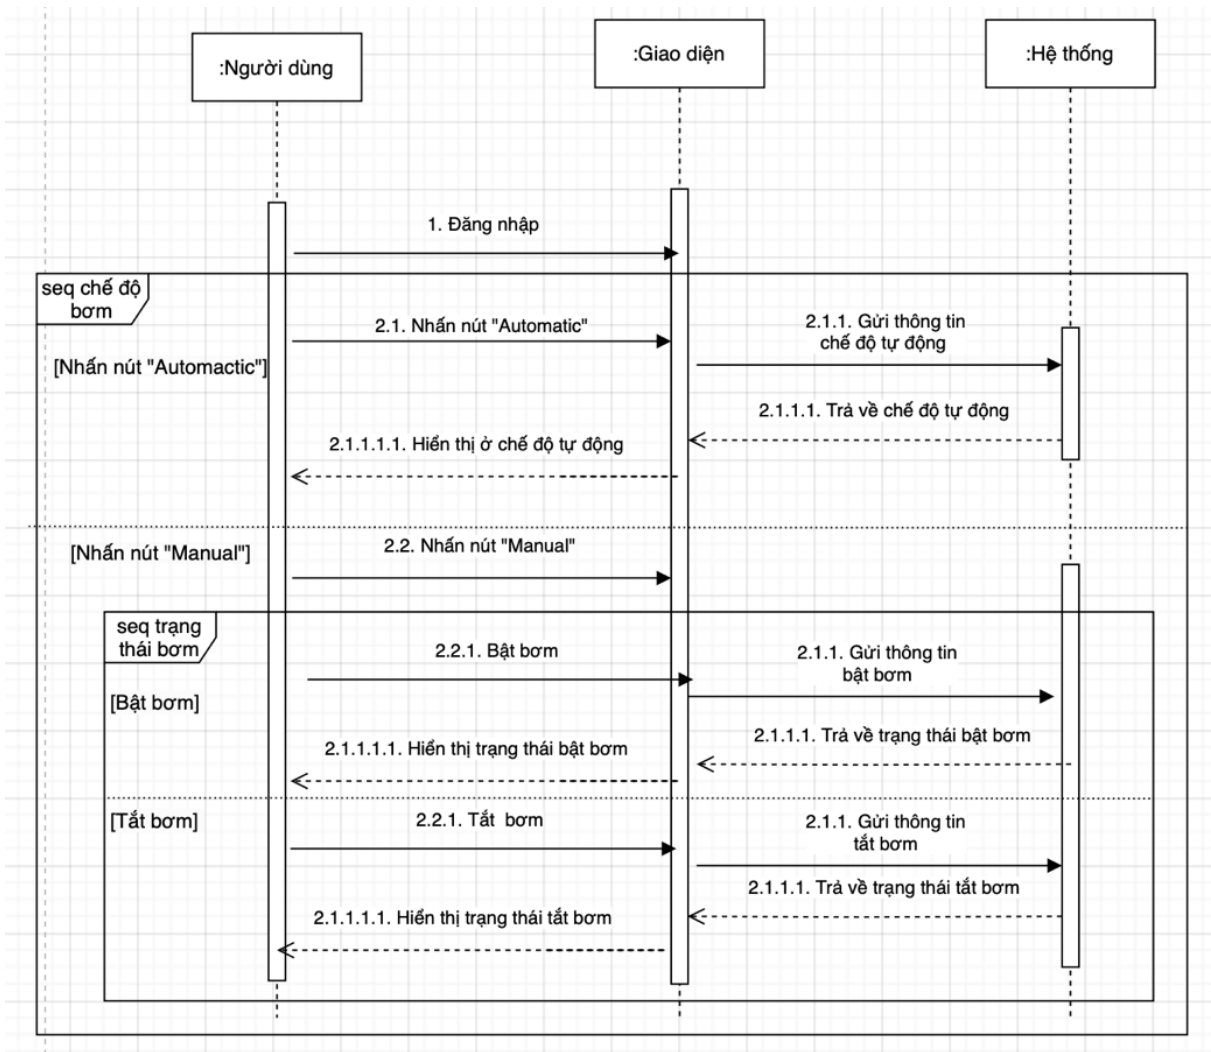 :Người dùng
:Giao diện
:Hệ thống
1. Đăng nhập
seq chế độ
bơm
2.1. Nhấn nút "Automatic"
2.1.1. Gửi thông tin
chế độ tự động
[Nhấn nút "Automactic"]
2.1.1.1. Trả về chế độ tự động
2.1.1.1.1. Hiển thị ở chế độ tự động
[Nhấn nút "Manual"]
2.2. Nhấn nút "Manual"
seq trạng
thái bơm
2.2.1. Bật bơm
2.1.1. Gửi thông tin
bật bơm
[Bật bơm]
2.1.1.1. Trả về trạng thái bật bơm
2.1.1.1.1. Hiển thị trạng thái bật bơm
[Tắt bơm]
2.2.1. Tắt  bơm
2.1.1. Gửi thông tin
tắt bơm
2.1.1.1. Trả về trạng thái tắt bơm
2.1.1.1.1. Hiển thị trạng thái tắt bơm